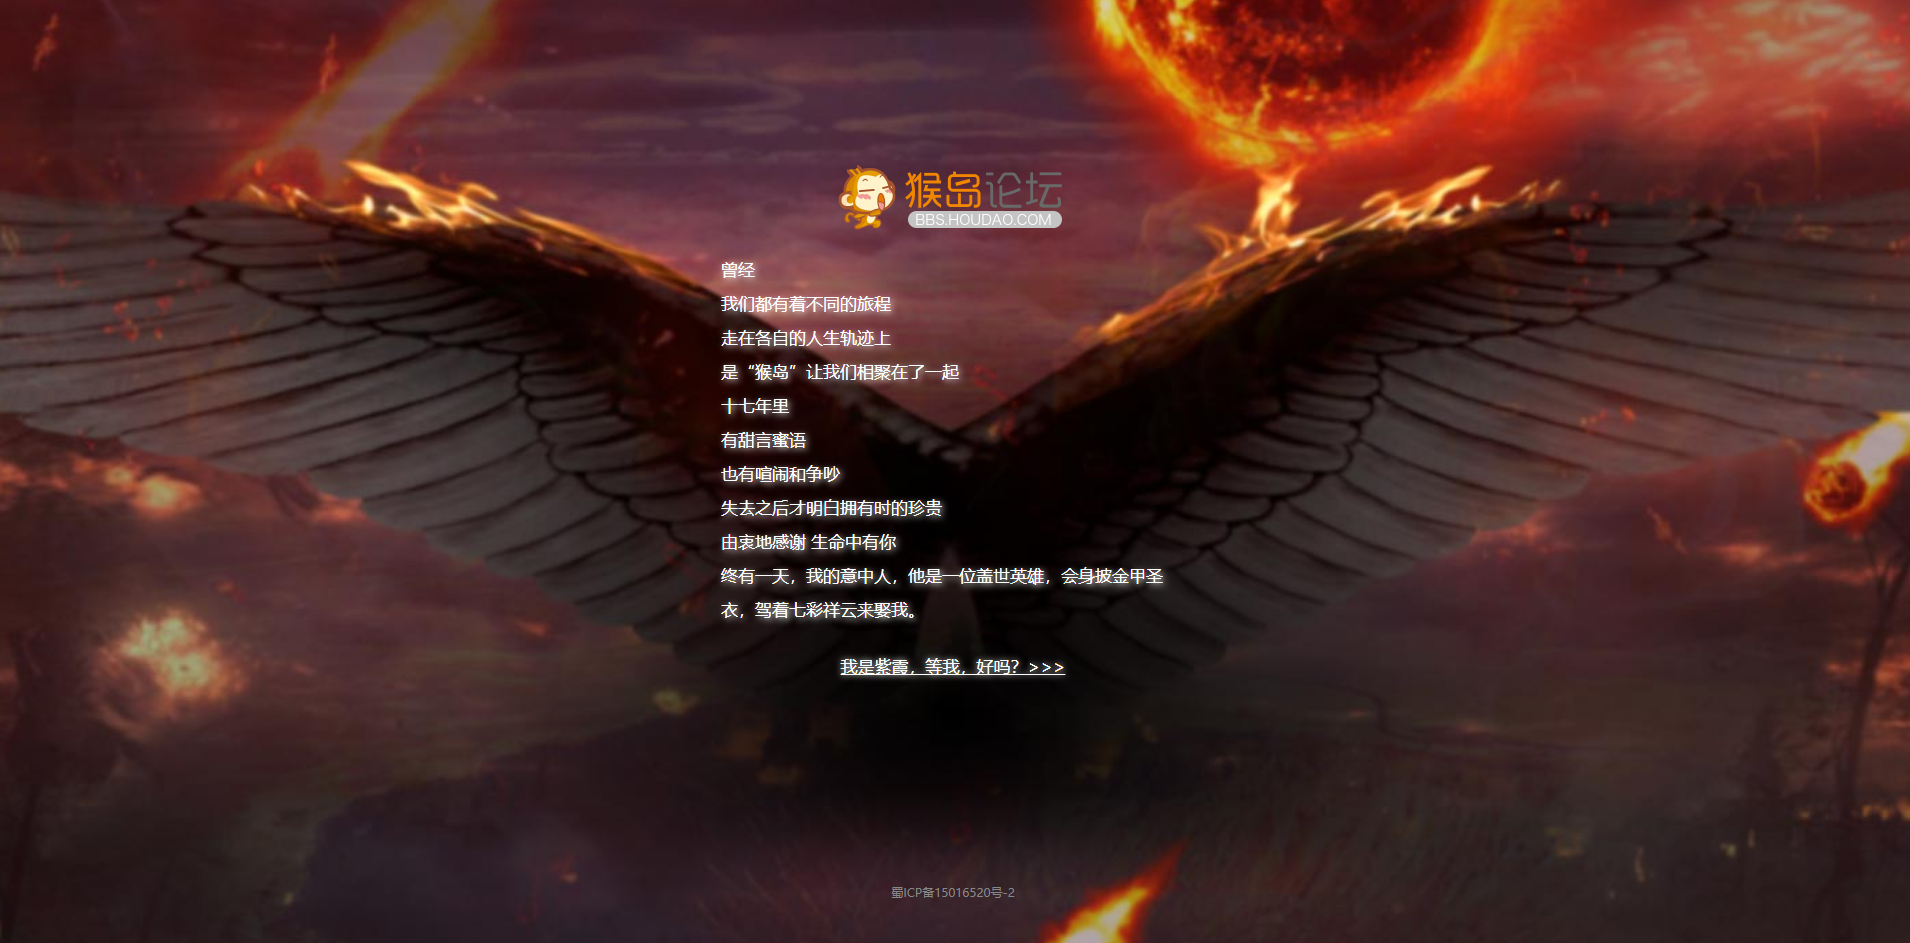 猴岛论坛
BBS.HOUDAO.COM
曾经
我们都有着不同的旅程
走在各自的人生轨迹上
是“猴岛”让我们相聚在了一起
十七年里
有甜言蜜语
也有喧闹和争吵
失去之后才明白拥有时的珍贵
由衷地感谢 生命中有你
终有一天，我的意中人，他是一位盖世英雄，会身披金甲圣
衣，驾着七彩祥云来娶我。
我是紫霞，等我，好吗？>>>
蜀ICP备15016520号-2